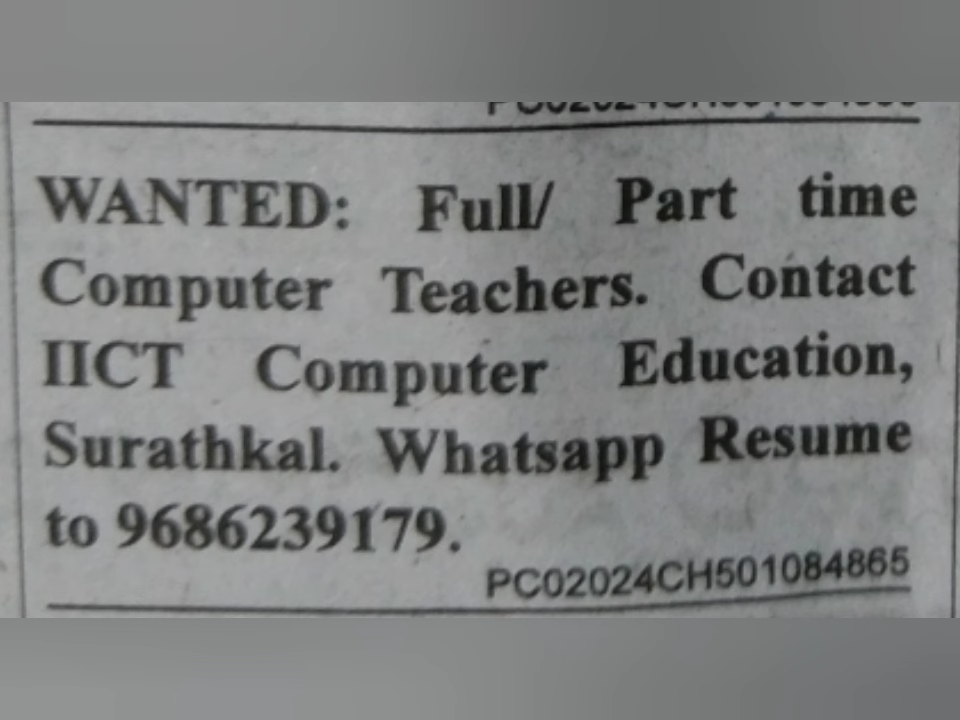 WANTED: Full/ Part time
Computer Teachers. Contact
IICT Computer Education,
Surathkal. Whatsapp Resume
to 9686239179.
PC02024CH501084865